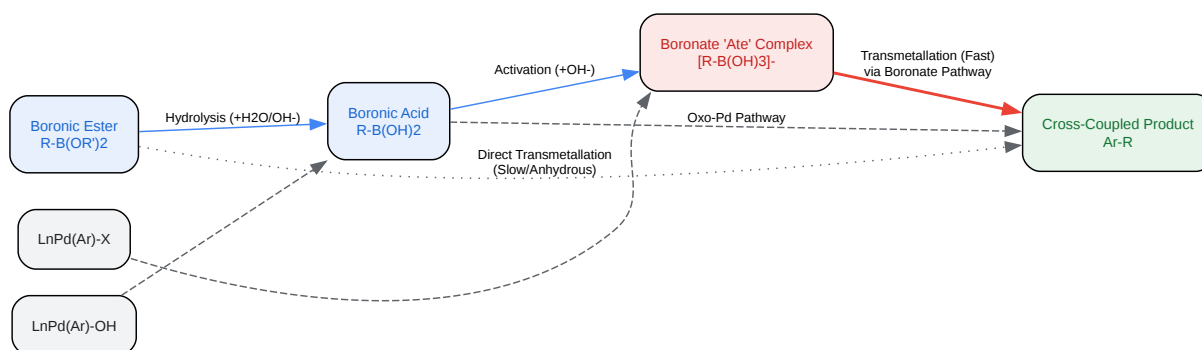 Boronate 'Ate' Complex
[R-B(OH)3]-
Transmetallation (Fast)
via Boronate Pathway
Activation (+OH-)
Boronic Ester
R-B(OR')2
Hydrolysis (+H2O/OH-)
Boronic Acid
R-B(OH)2
Oxo-Pd Pathway
Cross-Coupled Product
Ar-R
Direct Transmetallation
(Slow/Anhydrous)
LnPd(Ar)-X
LnPd(Ar)-OH